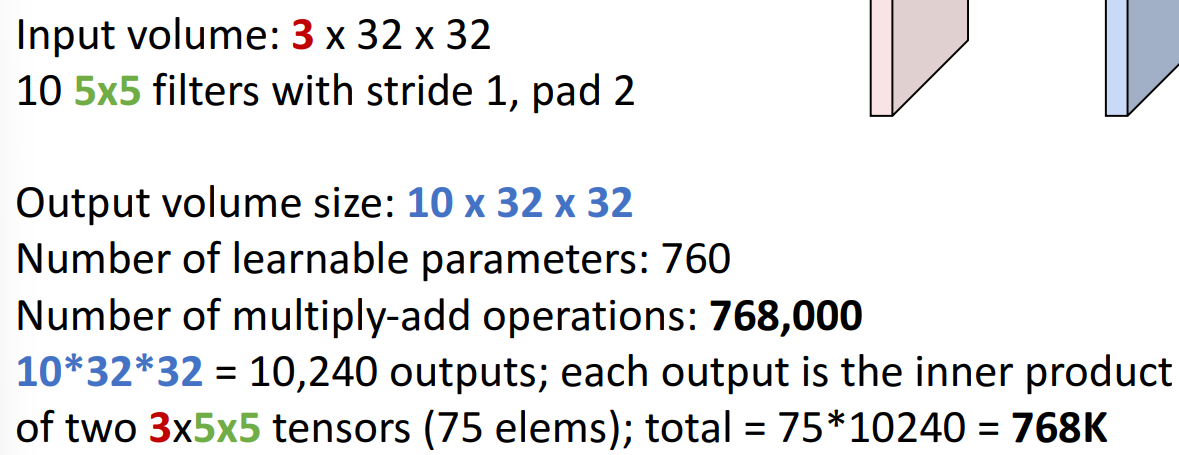 Input volume: 3 x 32 x 32
10 5x5 filters with stride 1, pad 2
Output volume size: 10 x 32 x 32
Number of learnable parameters: 760
Number of multiply-add operations: 768,000
10*32*32 = 10,240 outputs; each output is the inner product
of two 3x5x5 tensors (75 elems); total = 75*10240 = 768K